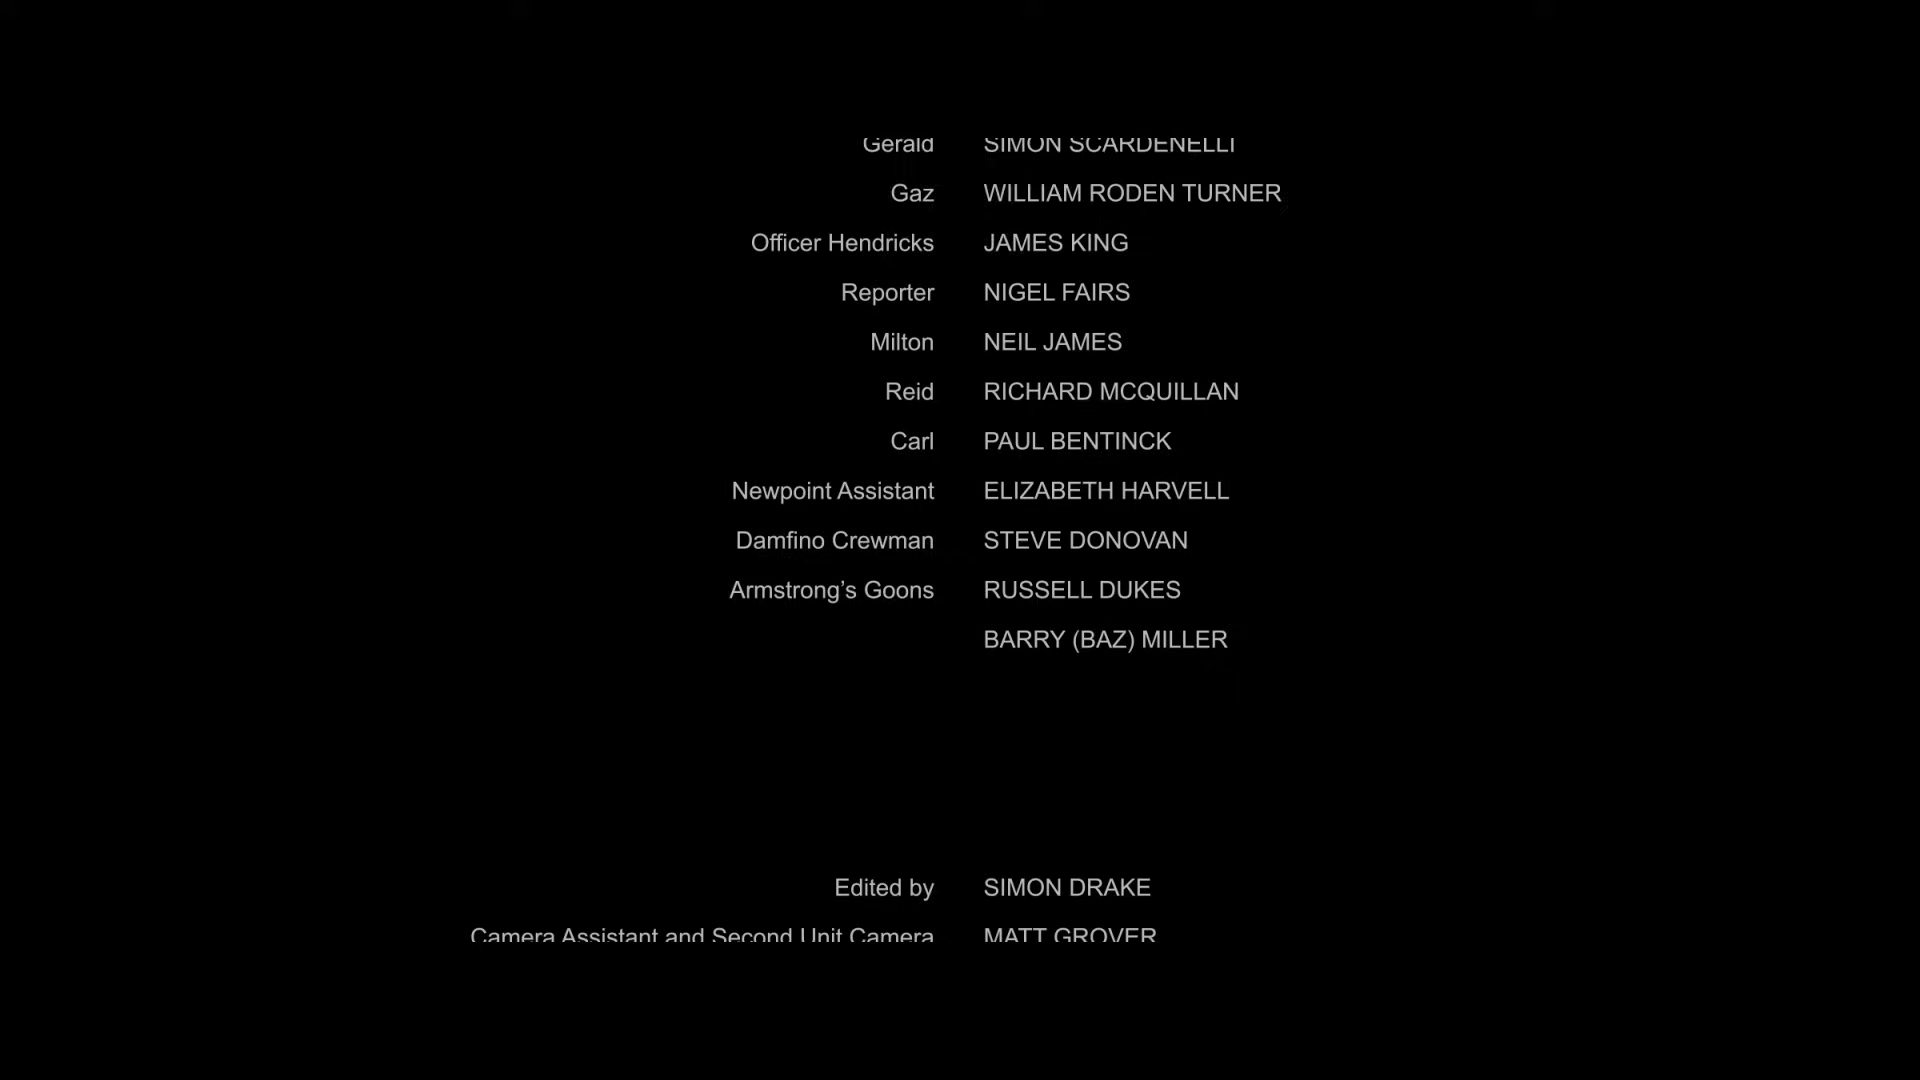 Gerald SIMON SCARDENELLI
Gaz WILLIAM RODEN TURNER
Officer Hendricks JAMES KING
Reporter NIGEL FAIRS
Milton NEIL JAMES
Reid RICHARD MCQUILLAN
Carl PAUL BENTINCK
Newpoint Assistant ELIZABETH HARVELL
Damfino Crewman STEVE DONOVAN
Armstrong’s Goons RUSSELL DUKES
BARRY (BAZ) MILLER
Edited by SIMON DRAKE
Camera Assistant and Second Unit Camera MATT GROVER